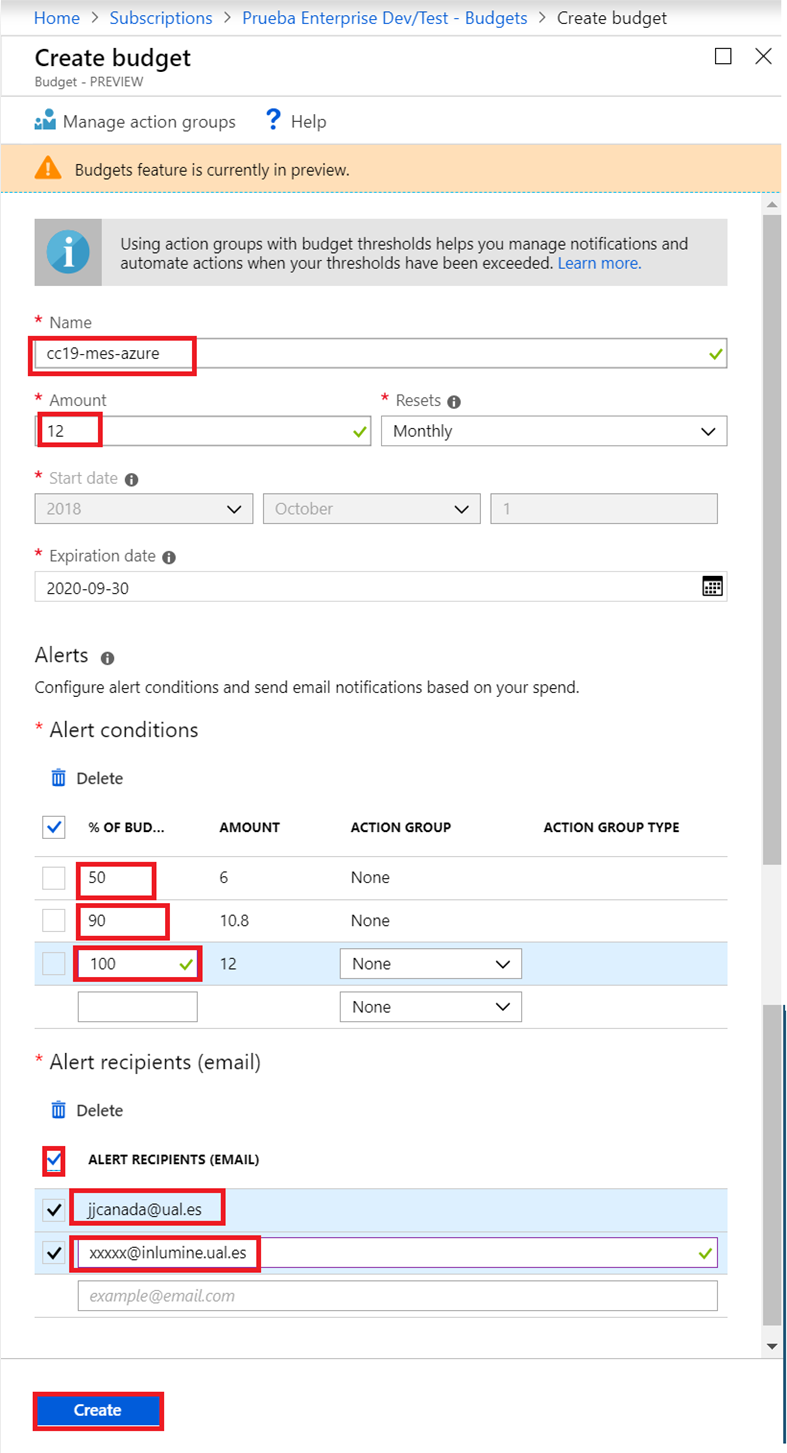 Home > Subscriptions > Prueba Enterprise Dev/Test - Budgets > Create budget
Create budget
Budget - PREVIEW
Manage action groups ? Help
Budgets feature is currently in preview.
Using action groups with budget thresholds helps you manage notifications and
automate actions when your thresholds have been exceeded. Learn more.
* Name
cc19-mes-azure
* Amount * Resets
12 Monthly
* Start date
2018 October 1
* Expiration date
2020-09-30
Alerts
Configure alert conditions and send email notifications based on your spend.
* Alert conditions
Delete
% OF BUD... AMOUNT ACTION GROUP ACTION GROUP TYPE
50 6 None
90 10.8 None
100 12 None
None
* Alert recipients (email)
Delete
ALERT RECIPIENTS (EMAIL)
jjcanada@ual.es
xxxxx@inlumine.ual.es
example@email.com
Create